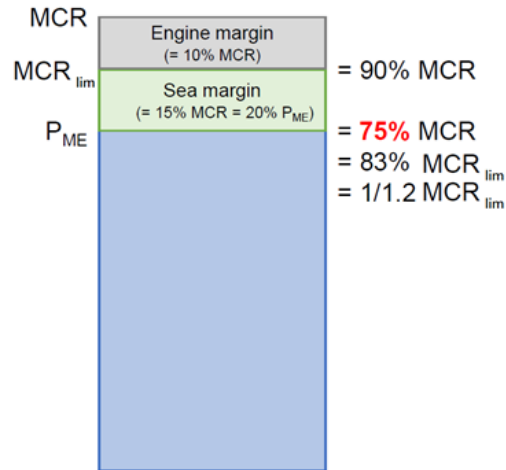 MCR
Engine margin
(= 10% MCR)
MCR lim = 90% MCR
Sea margin
(= 15% MCR = 20% PME)
PME = 75% MCR
= 83% MCR lim
= 1/1.2 MCR lim